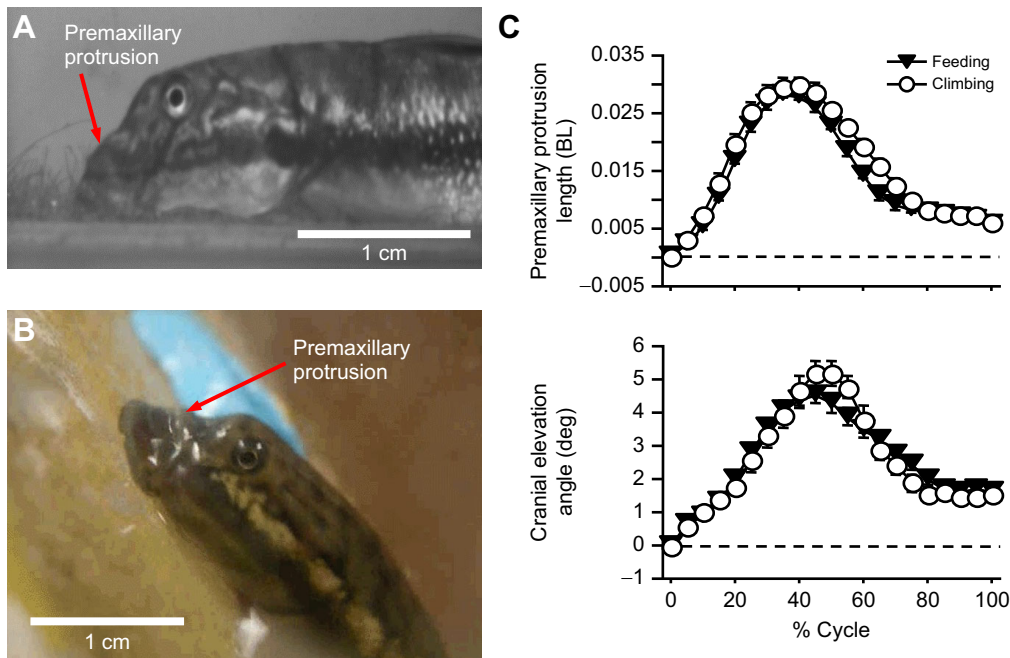 A
Premaxillary
protrusion
1 cm
B
Premaxillary
protrusion
1 cm
C
Premaxillary protrusion
length (BL)
0.035
0.025
0.015
0.005
−0.005
Feeding
Climbing
Cranial elevation
angle (deg)
6
5
4
3
2
1
0
−1
0
20
40
60
80
100
% Cycle